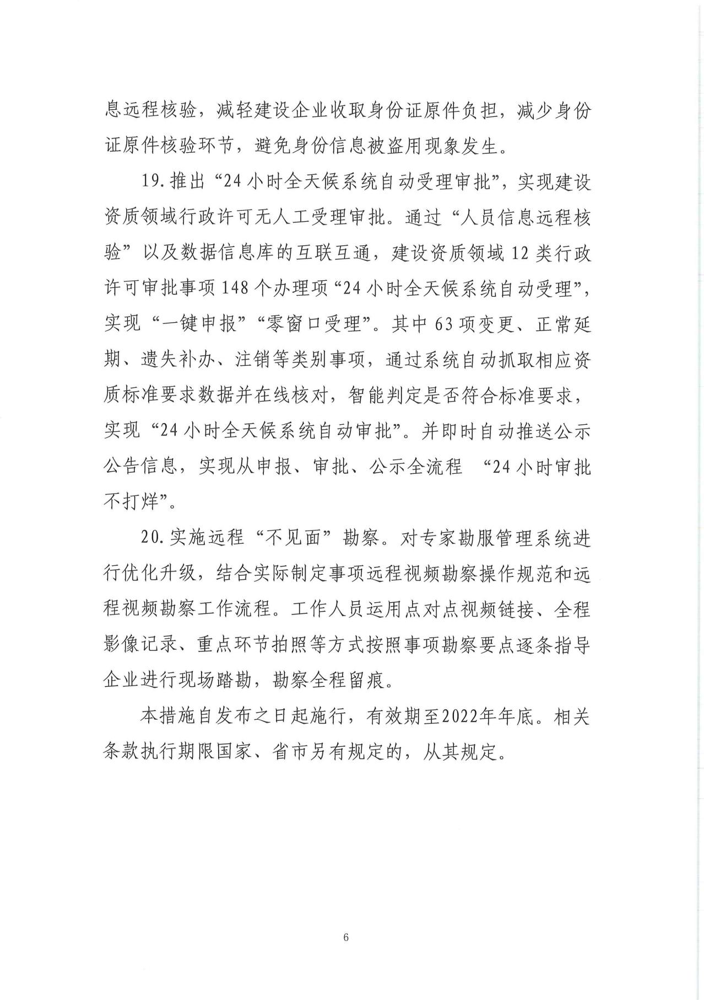 息远程核验，减轻建设企业收取身份证原件负担，减少身份
证原件核验环节，避免身份信息被盗用现象发生。
19.推出“24小时全天候系统自动受理审批”，实现建设
资质领域行政许可无人工受理审批。通过“人员信息远程核
验”以及数据信息库的互联互通，建设资质领域12类行政
许可审批事项148个办理项“24小时全天候系统自动受理”，
实现“一键申报”“零窗口受理”。其中63项变更、正常延
期、遗失补办、注销等类别事项，通过系统自动抓取相应资
质标准要求数据并在线核对，智能判定是否符合标准要求，
实现“24小时全天候系统自动审批”。并即时自动推送公示
公告信息，实现从申报、审批、公示全流程 “24小时审批
不打烊”。
20.实施远程“不见面”勘察。对专家勘服管理系统进
行优化升级，结合实际制定事项远程视频勘察操作规范和远
程视频勘察工作流程。工作人员运用点对点视频链接、全程
影像记录、重点环节拍照等方式按照事项勘察要点逐条指导
企业进行现场踏勘，勘察全程留痕。
本措施自发布之日起施行，有效期至2022年年底。相关
条款执行期限国家、省市另有规定的，从其规定。
6